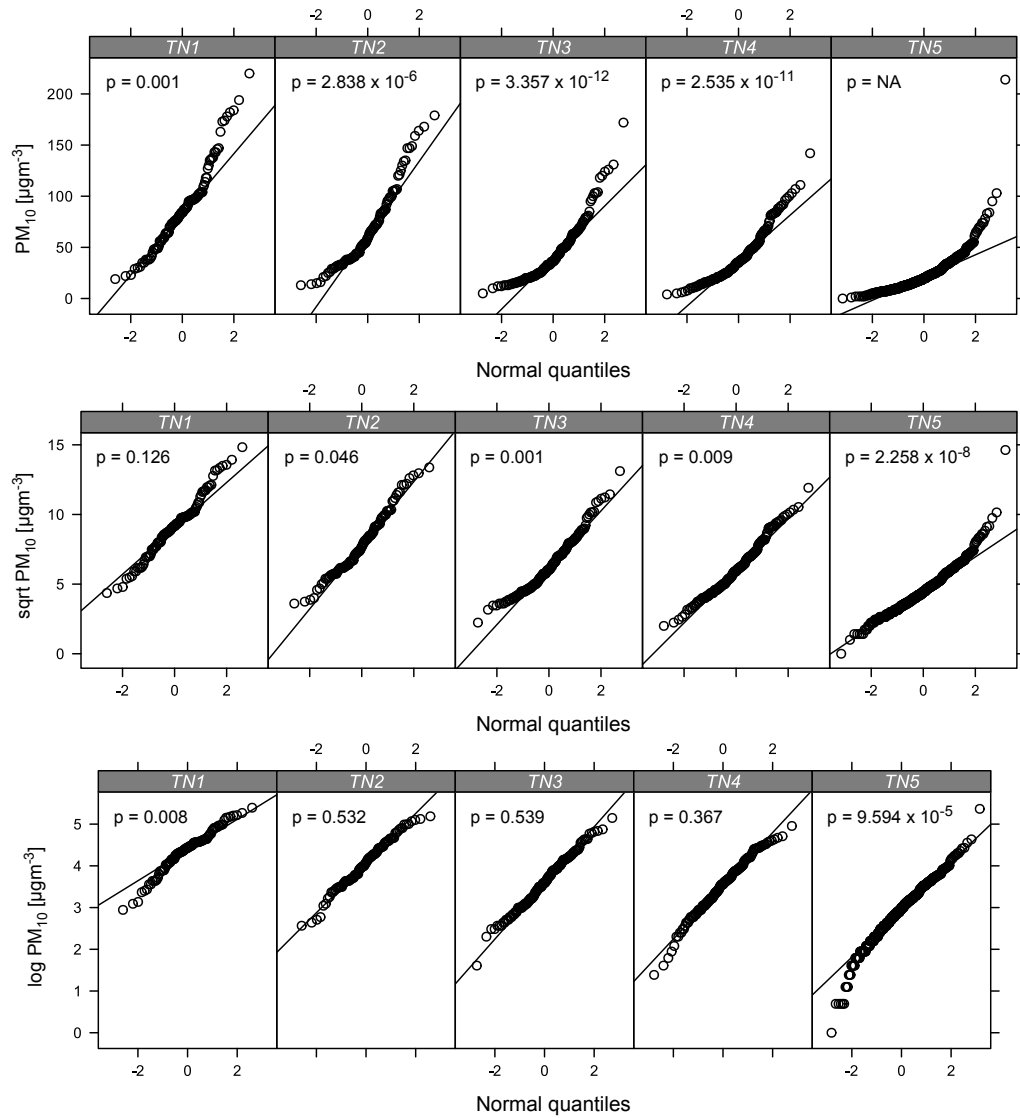 -2 0 2 -2 0 2
TN1 TN2 TN3 TN4 TN5
p = 0.001 p = 2.838 x 10⁻⁶ p = 3.357 x 10⁻¹² p = 2.535 x 10⁻¹¹ p = NA
200
150
100
50
0
PM₁₀ [µgm⁻³]
-2 0 2 -2 0 2 -2 0 2
Normal quantiles
-2 0 2 -2 0 2
TN1 TN2 TN3 TN4 TN5
p = 0.126 p = 0.046 p = 0.001 p = 0.009 p = 2.258 x 10⁻⁸
15
10
5
0
sqrt PM₁₀ [µgm⁻³]
-2 0 2 -2 0 2 -2 0 2
Normal quantiles
-2 0 2 -2 0 2
TN1 TN2 TN3 TN4 TN5
p = 0.008 p = 0.532 p = 0.539 p = 0.367 p = 9.594 x 10⁻⁵
5
4
3
2
1
0
log PM₁₀ [µgm⁻³]
-2 0 2 -2 0 2 -2 0 2
Normal quantiles